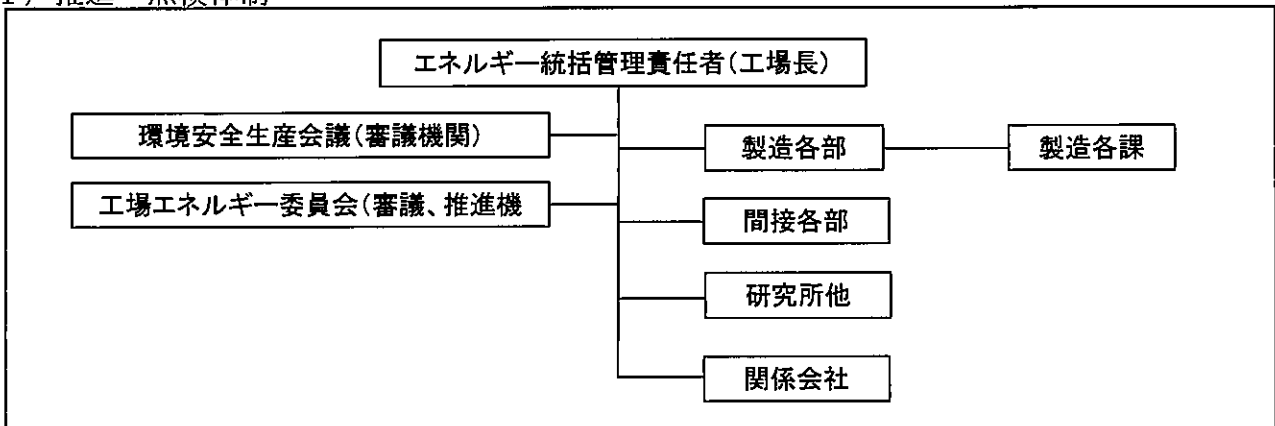 エネルギー統括管理責任者(工場長)
環境安全生産会議(審議機関)
製造各部
製造各課
工場エネルギー委員会(審議、推進機
間接各部
研究所他
関係会社